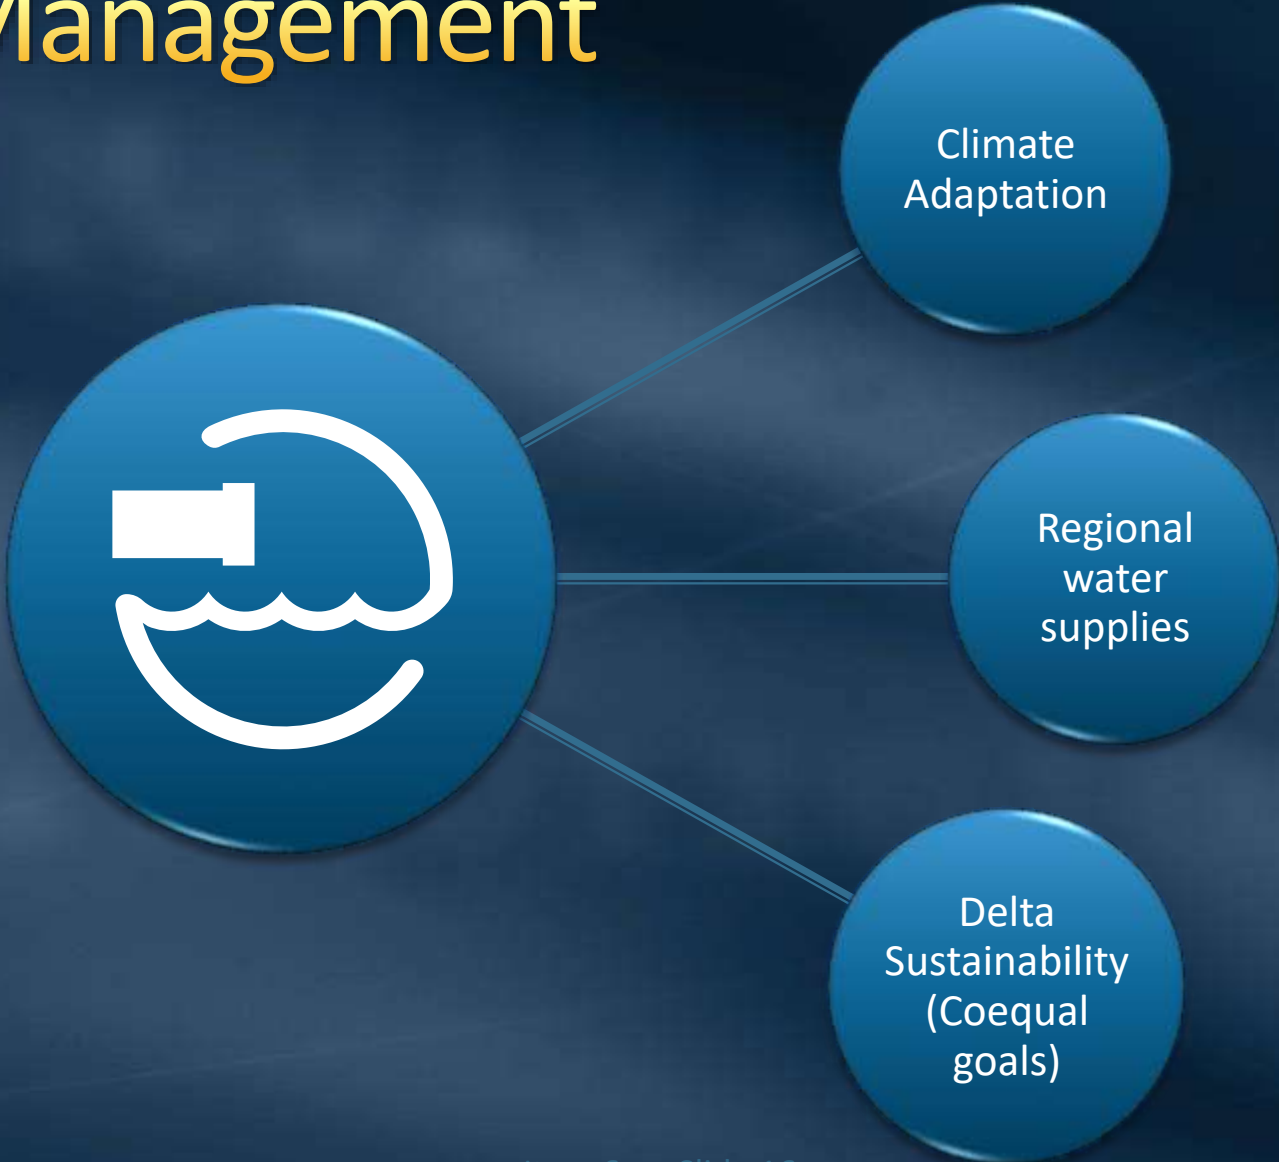 Management
Climate
Adaptation
Regional
water
supplies
Delta
Sustainability
(Coequal
goals)